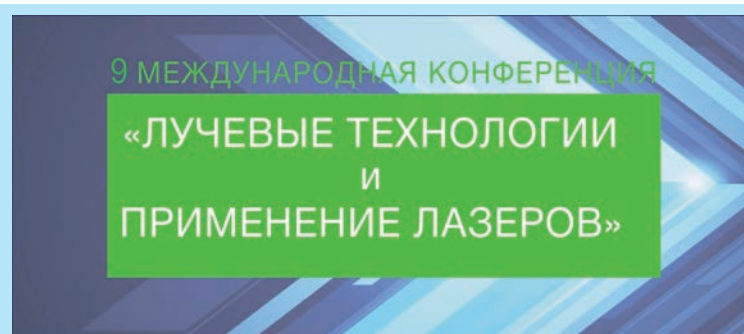 9 МЕЖДУНАРОДНАЯ КОНФЕРЕНЦИЯ
«ЛУЧЕВЫЕ ТЕХНОЛОГИИ
И
ПРИМЕНЕНИЕ ЛАЗЕРОВ»